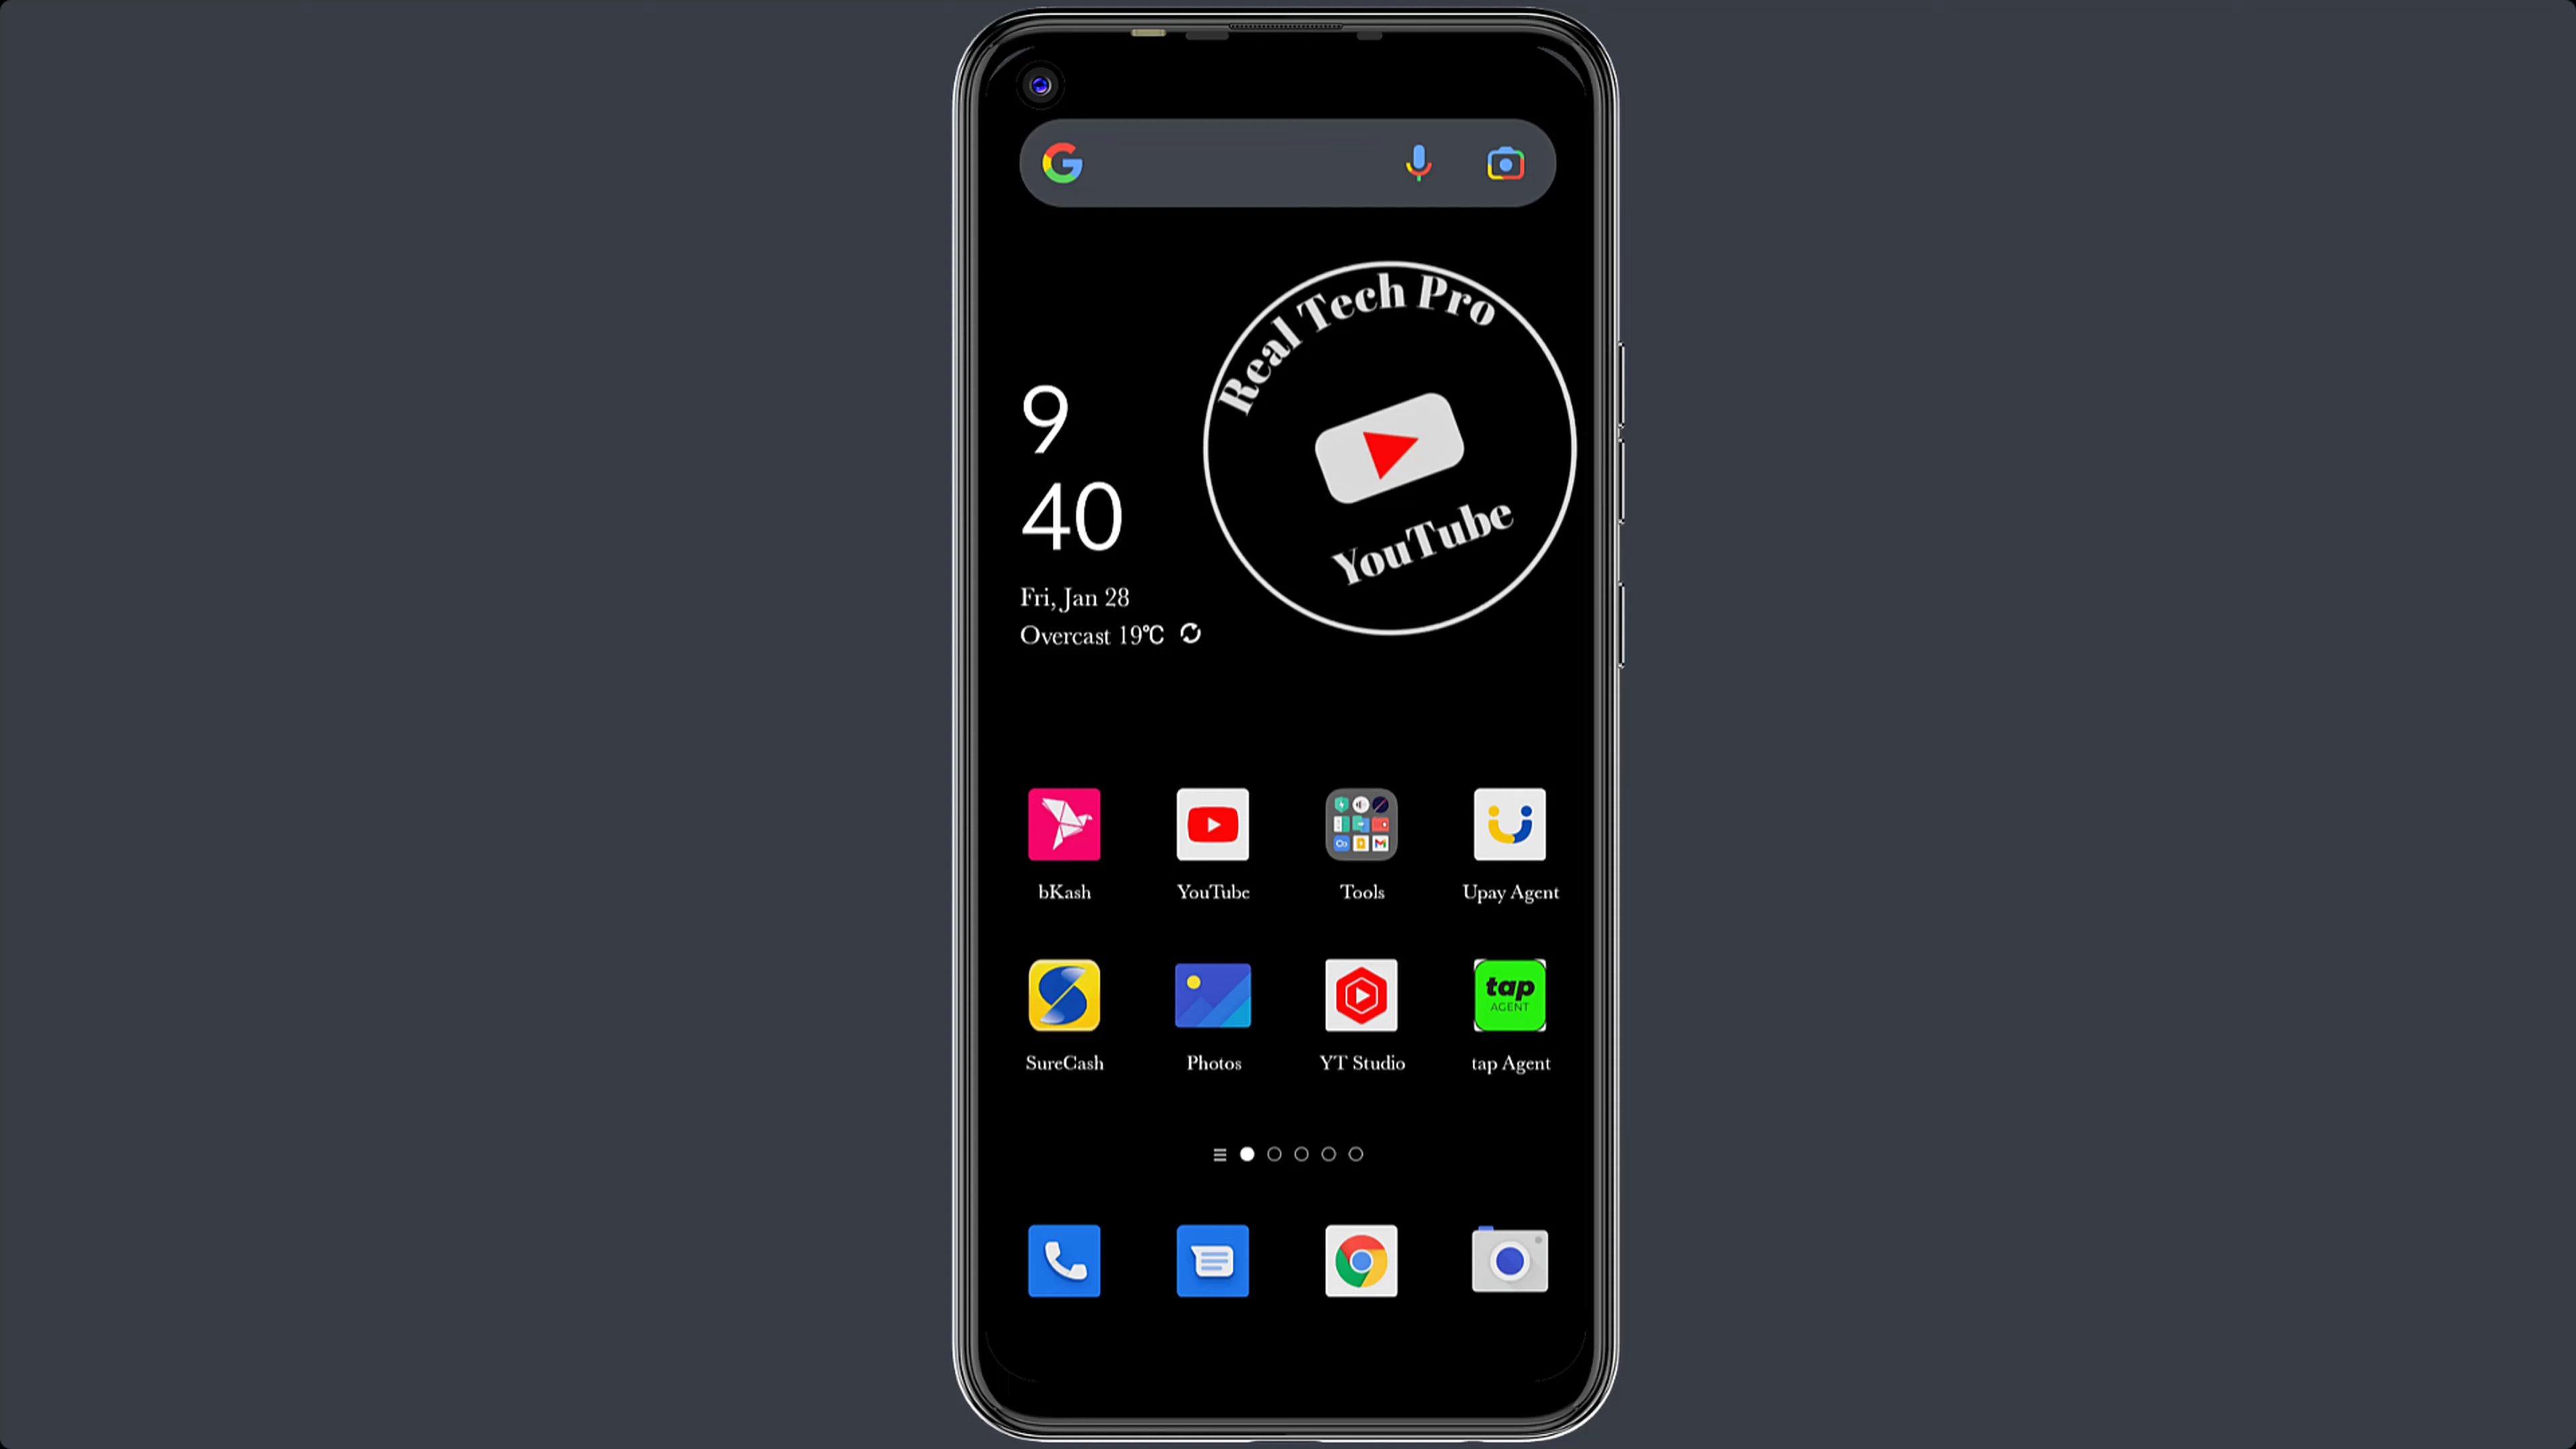 Real Tech Pro
YouTube
9
40
Fri, Jan 28
Overcast 19℃
bKash
YouTube
Tools
Upay Agent
tap
AGENT
SureCash
Photos
YT Studio
tap Agent